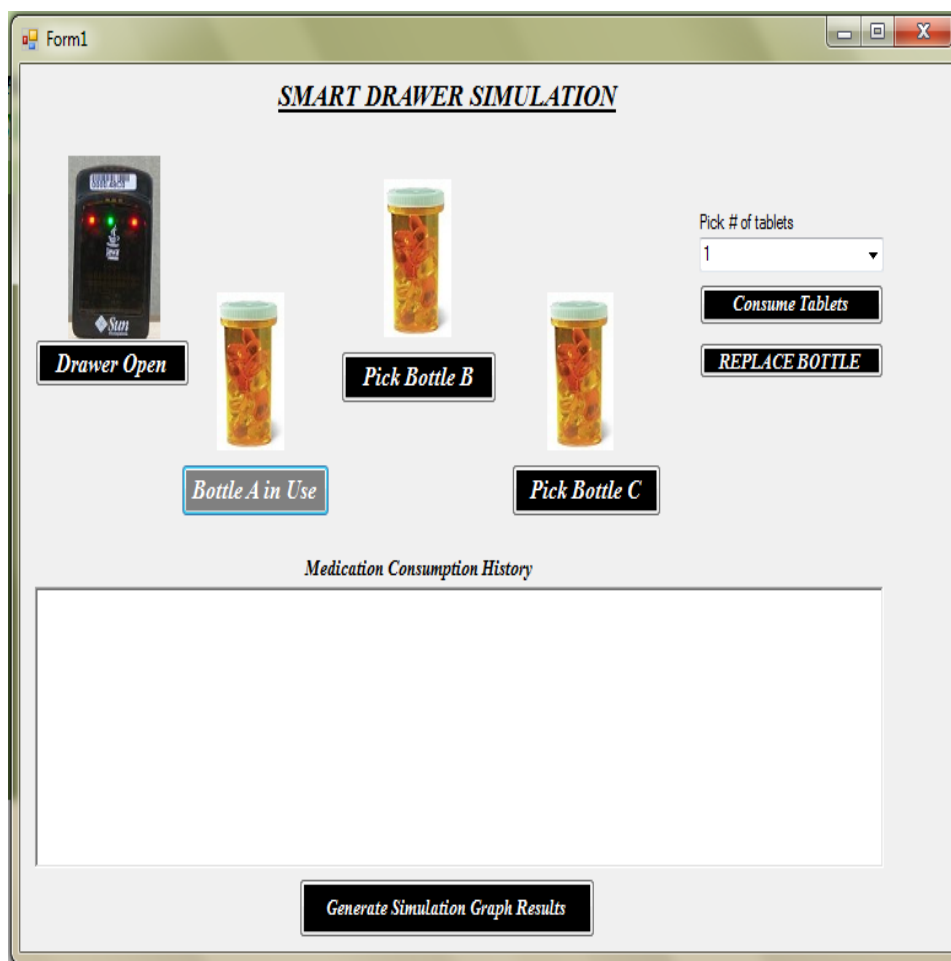 Form1
SMART DRAWER SIMULATION
Sun
Drawer Open
Pick Bottle B
Pick # of tablets
1
Consume Tablets
REPLACE BOTTLE
Bottle A in Use
Pick Bottle C
Medication Consumption History
Generate Simulation Graph Results